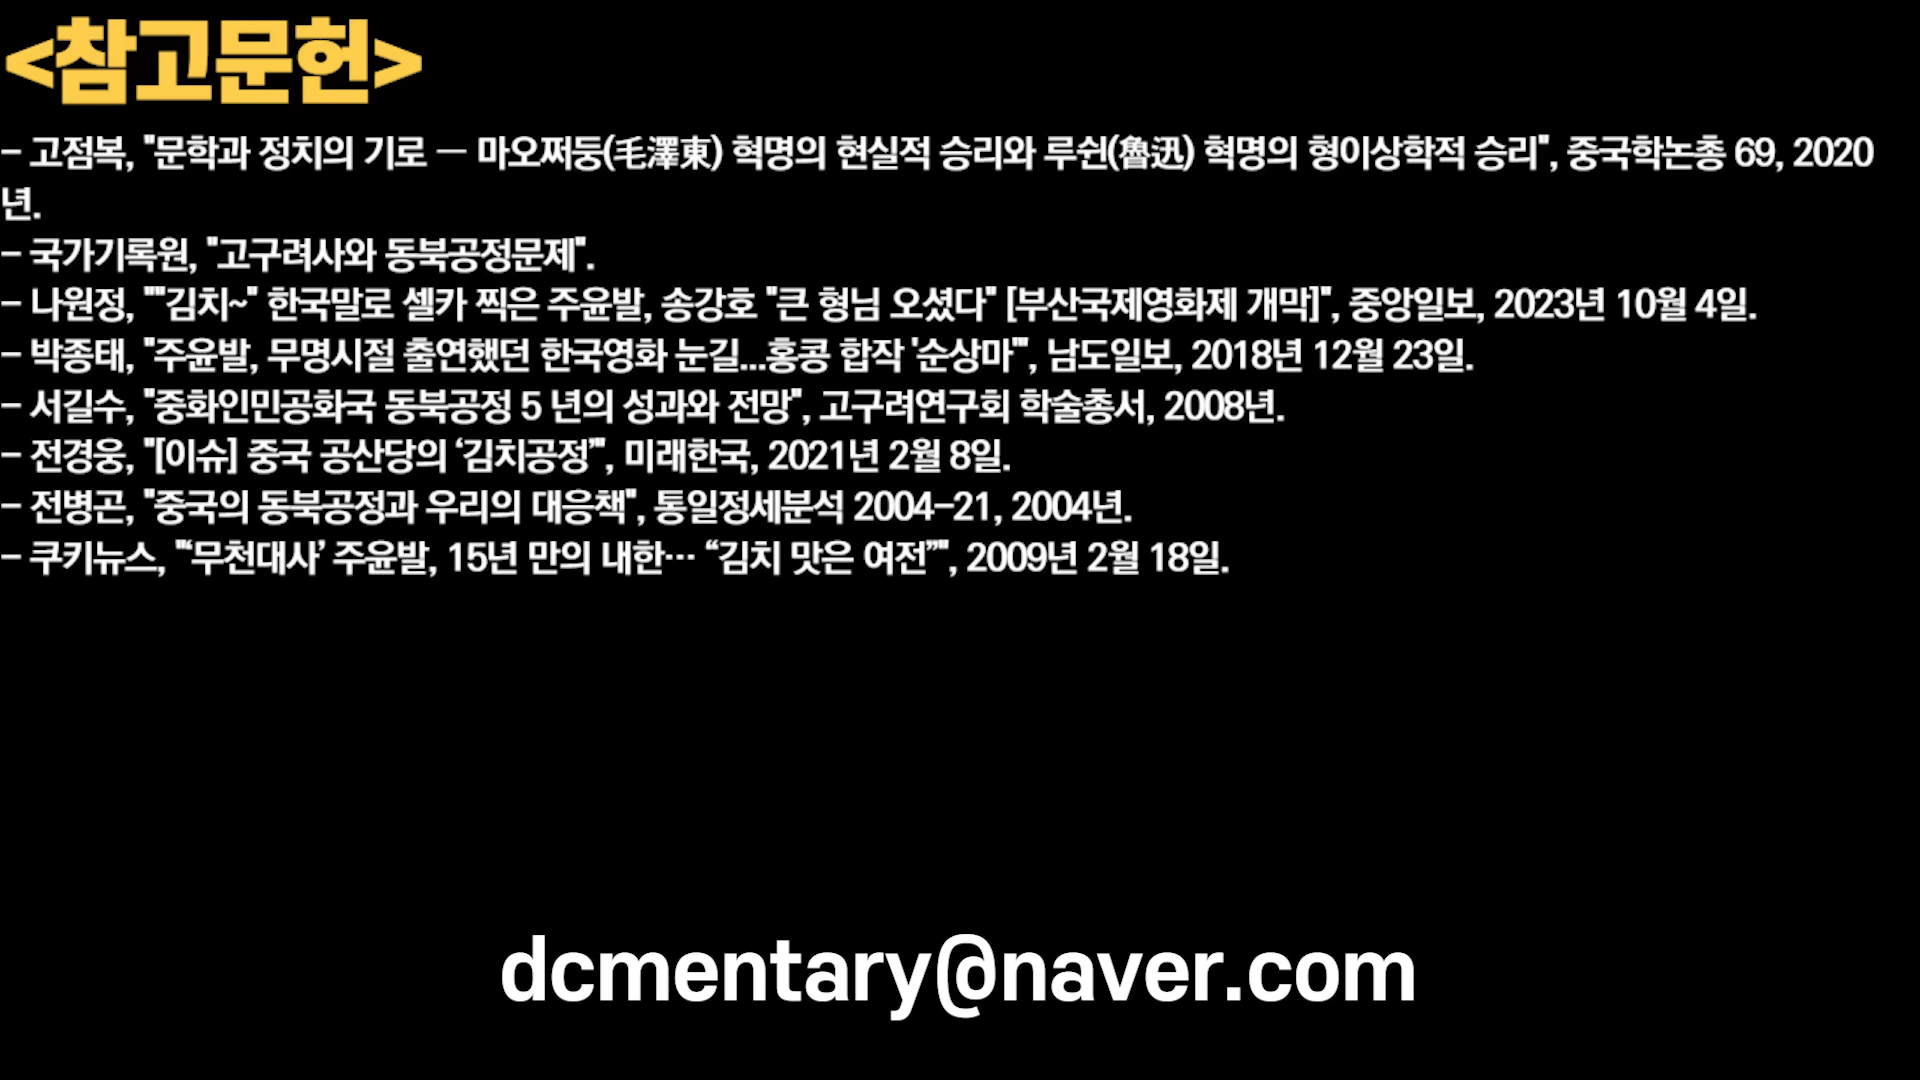 <참고문헌>
- 고점복, "문학과 정치의 기로 — 마오쩌둥(毛澤東) 혁명의 현실적 승리와 루쉰(魯迅) 혁명의 형이상학적 승리", 중국학논총 69, 2020
년.
- 국가기록원, "고구려사와 동북공정문제".
- 나원정, ""김치~" 한국말로 셀카 찍은 주윤발, 송강호 "큰 형님 오셨다" [부산국제영화제 개막]", 중앙일보, 2023년 10월 4일.
- 박종태, "주윤발, 무명시절 출연했던 한국영화 눈길...홍콩 합작 '순상마'", 남도일보, 2018년 12월 23일.
- 서길수, "중화인민공화국 동북공정 5 년의 성과와 전망", 고구려연구회 학술총서, 2008년.
- 전경웅, "[이슈] 중국 공산당의 ‘김치공정’", 미래한국, 2021년 2월 8일.
- 전병곤, "중국의 동북공정과 우리의 대응책", 통일정세분석 2004-21, 2004년.
- 쿠키뉴스, "‘무천대사’ 주윤발, 15년 만의 내한… “김치 맛은 여전”", 2009년 2월 18일.
dcmentary@naver.com